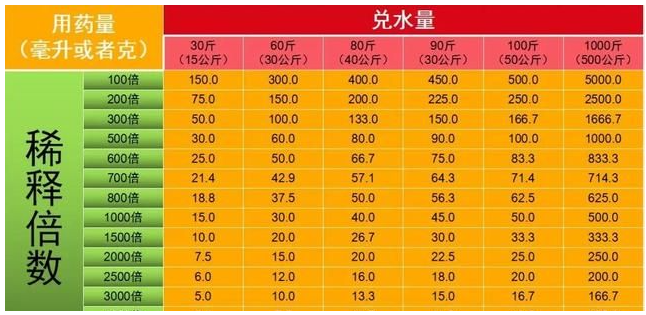 用药量
（毫升或者克）
兑水量
30斤 60斤 80斤 90斤 100斤 1000斤
（15公斤） （30公斤） （40公斤） （30公斤） （50公斤） （500公斤）
稀释倍数
100倍 150.0 300.0 400.0 450.0 500.0 5000.0
200倍 75.0 150.0 200.0 225.0 250.0 2500.0
300倍 50.0 100.0 133.0 150.0 166.7 1666.7
500倍 30.0 60.0 80.0 90.0 100.0 1000.0
600倍 25.0 50.0 66.7 75.0 83.3 833.3
700倍 21.4 42.9 57.1 64.3 71.4 714.3
800倍 18.8 37.5 50.0 56.3 62.5 625.0
1000倍 15.0 30.0 40.0 45.0 50.0 500.0
1500倍 10.0 20.0 26.7 30.0 33.3 333.3
2000倍 7.5 15.0 20.0 22.5 25.0 250.0
2500倍 6.0 12.0 16.0 18.0 20.0 200.0
3000倍 5.0 10.0 13.3 15.0 16.7 166.7